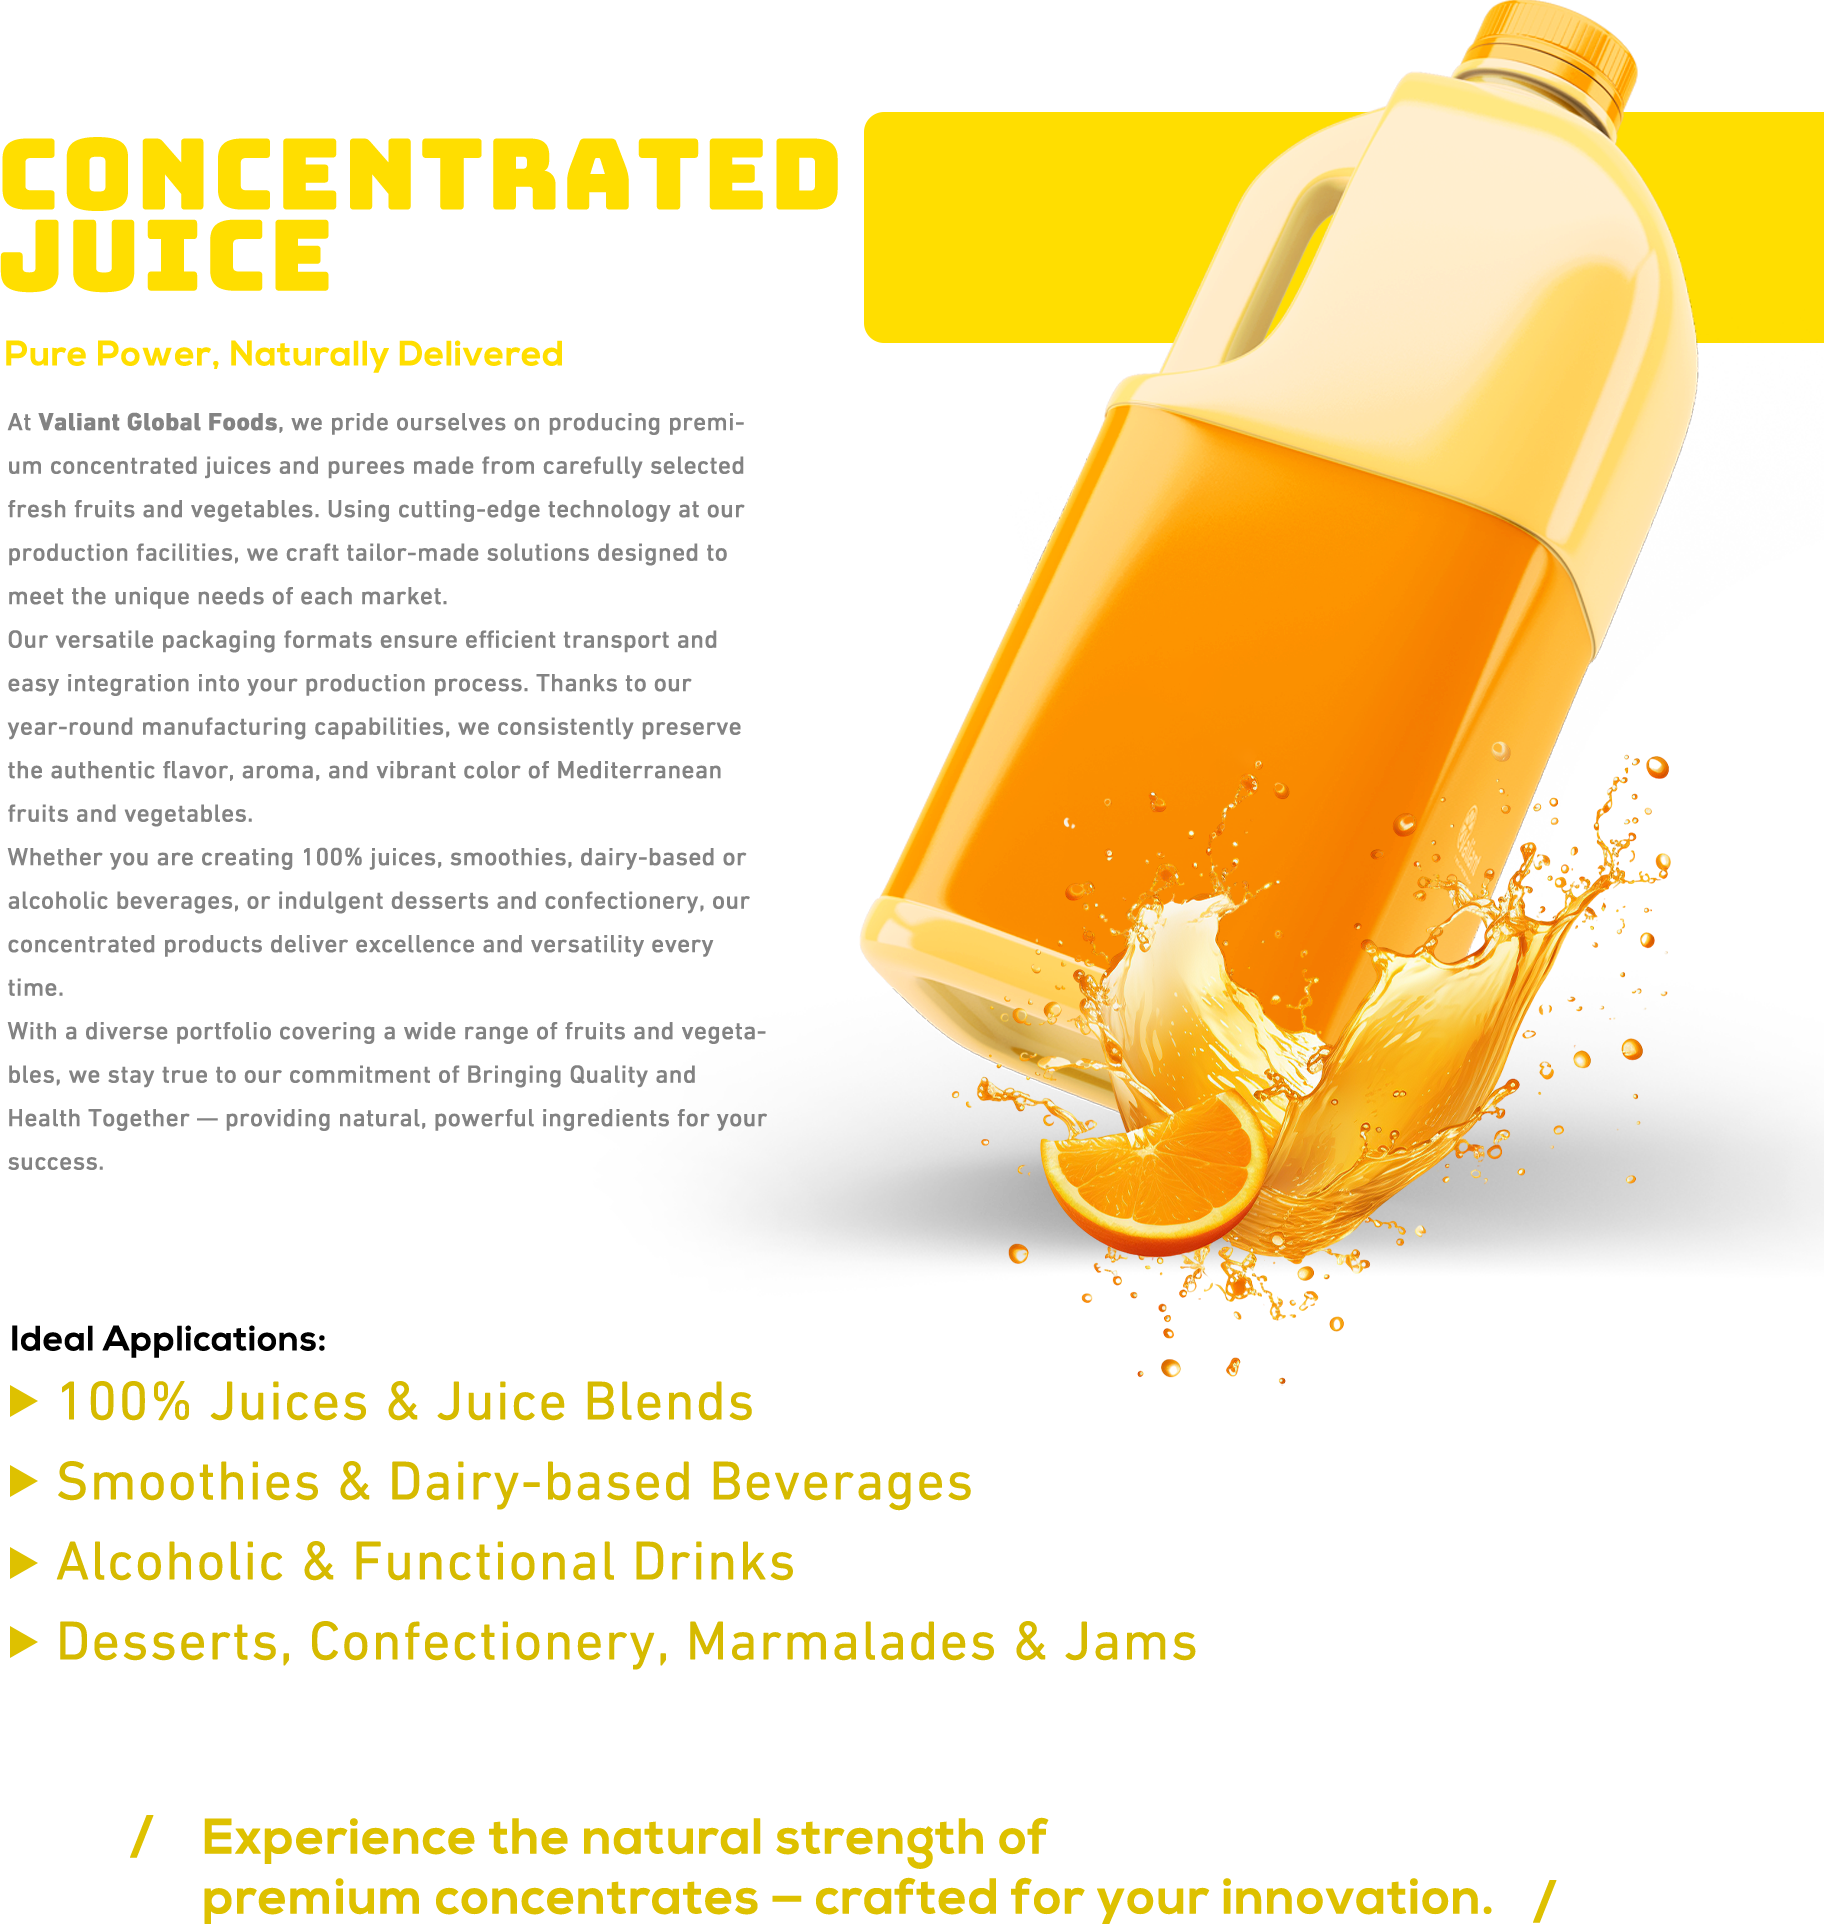 CONCENTRATED
JUICE
Pure Power, Naturally Delivered
At Valiant Global Foods, we pride ourselves on producing premi-
um concentrated juices and purees made from carefully selected
fresh fruits and vegetables. Using cutting-edge technology at our
production facilities, we craft tailor-made solutions designed to
meet the unique needs of each market.
Our versatile packaging formats ensure efficient transport and
easy integration into your production process. Thanks to our
year-round manufacturing capabilities, we consistently preserve
the authentic flavor, aroma, and vibrant color of Mediterranean
fruits and vegetables.
Whether you are creating 100% juices, smoothies, dairy-based or
alcoholic beverages, or indulgent desserts and confectionery, our
concentrated products deliver excellence and versatility every
time.
With a diverse portfolio covering a wide range of fruits and vegeta-
bles, we stay true to our commitment of Bringing Quality and
Health Together — providing natural, powerful ingredients for your
success.
Ideal Applications:
▶ 100% Juices & Juice Blends
▶ Smoothies & Dairy-based Beverages
▶ Alcoholic & Functional Drinks
▶ Desserts, Confectionery, Marmalades & Jams
/ Experience the natural strength of
premium concentrates — crafted for your innovation. /